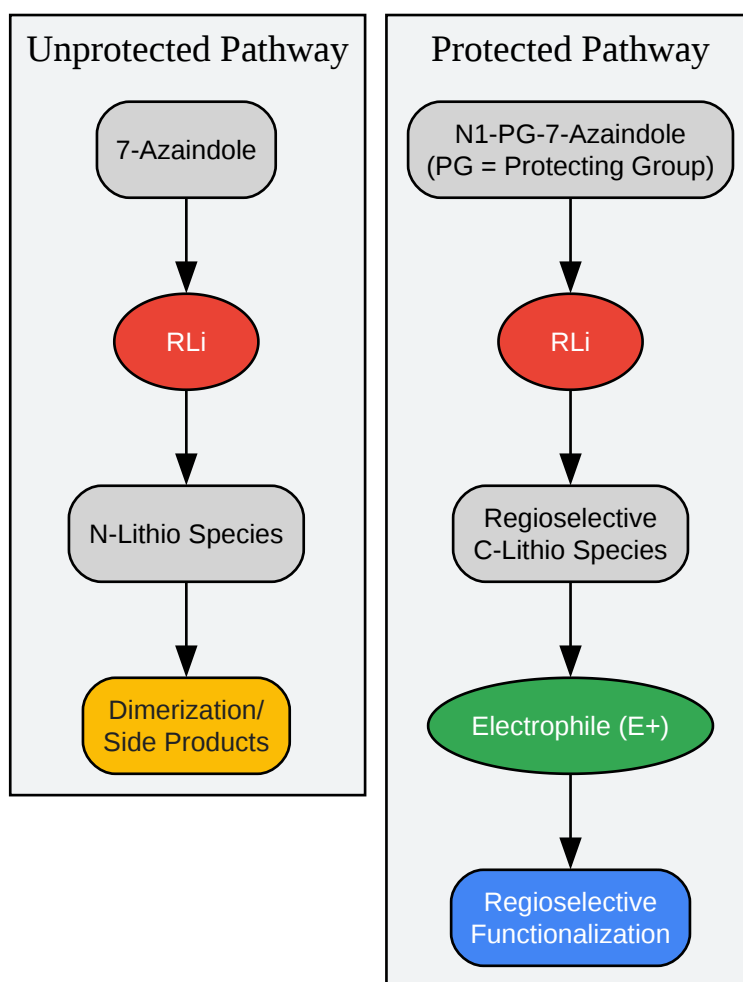 Unprotected Pathway
7-Azaindole
RLi
N-Lithio Species
Dimerization/
Side Products
Protected Pathway
N1-PG-7-Azaindole
(PG = Protecting Group)
RLi
Regioselective
C-Lithio Species
Electrophile (E+)
Regioselective
Functionalization